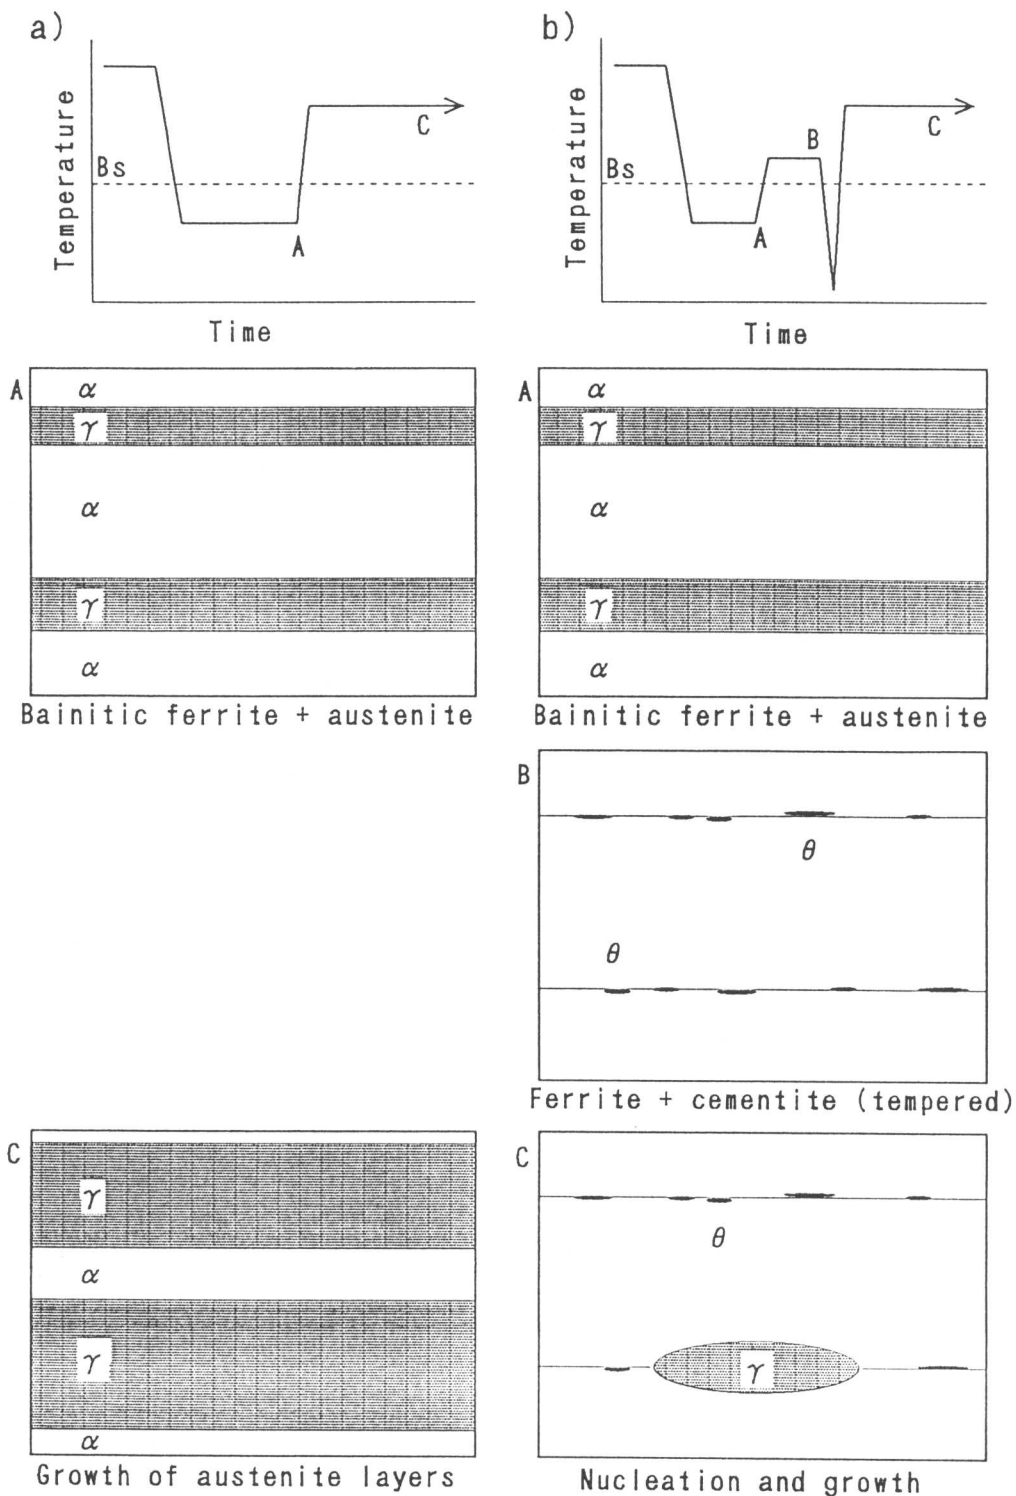 a)
Temperature
Bs
A
C
Time
b)
Temperature
Bs
A
B
C
Time
A
α
γ
α
γ
α
Bainitic ferrite + austenite
A
α
γ
α
γ
α
Bainitic ferrite + austenite
B
θ
θ
Ferrite + cementite (tempered)
C
γ
α
γ
α
Growth of austenite layers
C
θ
γ
Nucleation and growth